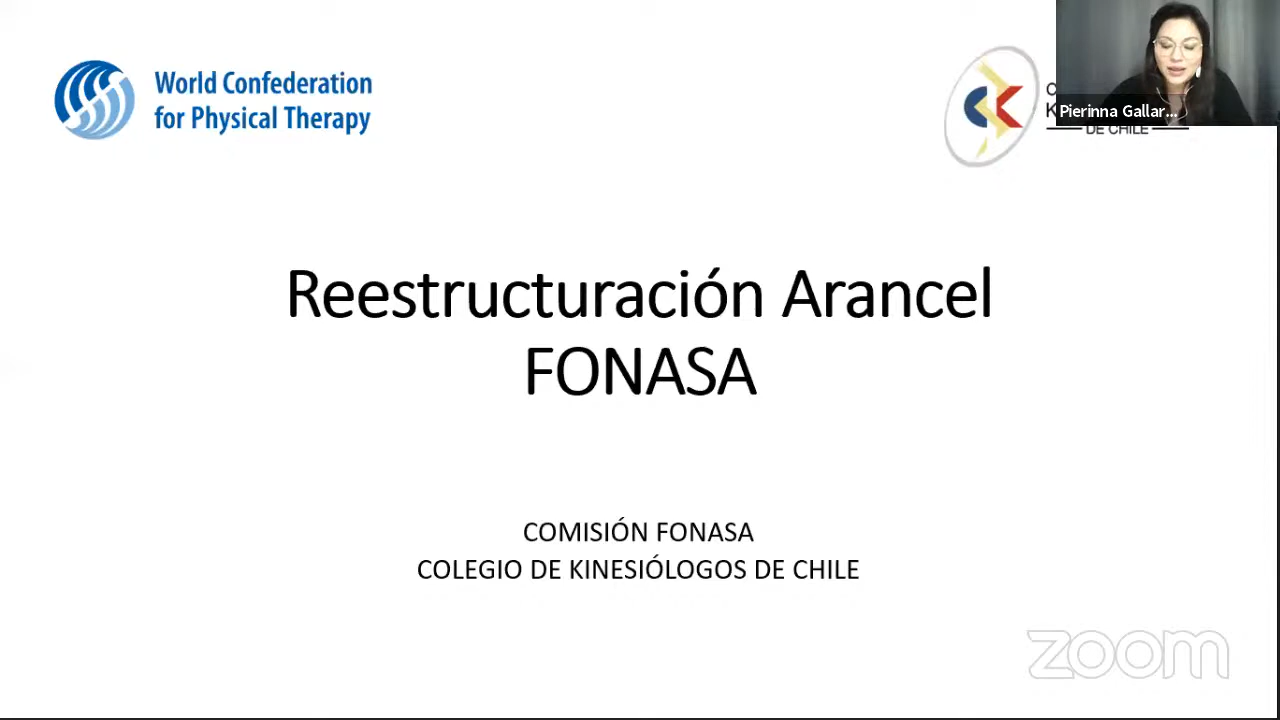 World Confederation
for Physical Therapy
Pierinna Gallar...
DE CHILE
Reestructuración Arancel
FONASA
COMISIÓN FONASA
COLEGIO DE KINESIÓLOGOS DE CHILE
zoom